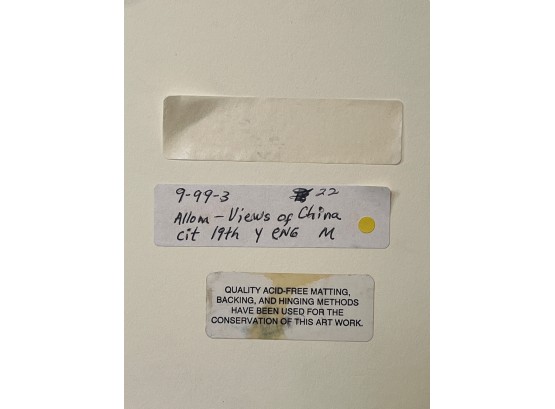 9-99-3 22
Allom - Views of China
cit 19th y ENG M
QUALITY ACID-FREE MATTING,
BACKING, AND HINGING METHODS
HAVE BEEN USED FOR THE
CONSERVATION OF THIS ART WORK.